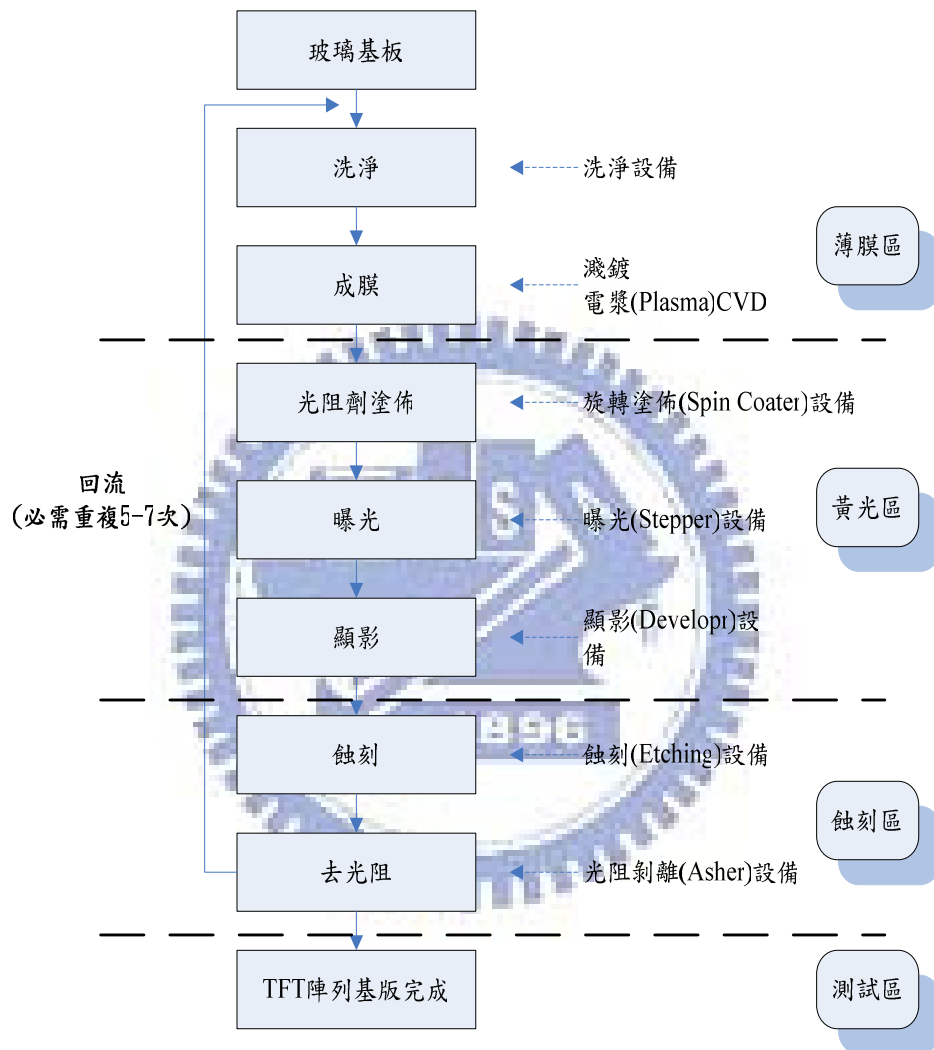 玻璃基板
洗淨
洗淨設備
薄膜區
成膜
濺鍍
電漿(Plasma)CVD
光阻劑塗佈
旋轉塗佈(Spin Coater)設備
回流
(必需重複5-7次)
曝光
曝光(Stepper)設備
黃光區
顯影
顯影(Developr)設
備
蝕刻
蝕刻(Etching)設備
896
蝕刻區
去光阻
光阻剝離(Asher)設備
TFT陣列基版完成
測試區